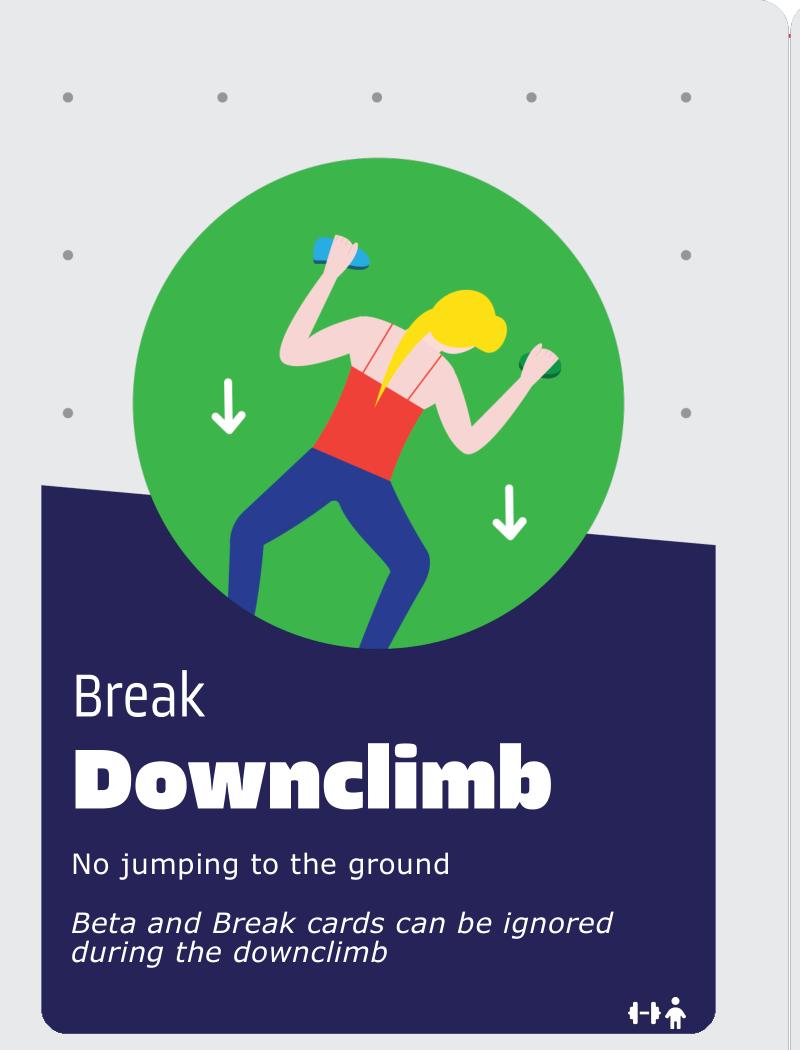 Break
Downclimb
No jumping to the ground
Beta and Break cards can be ignored
during the downclimb